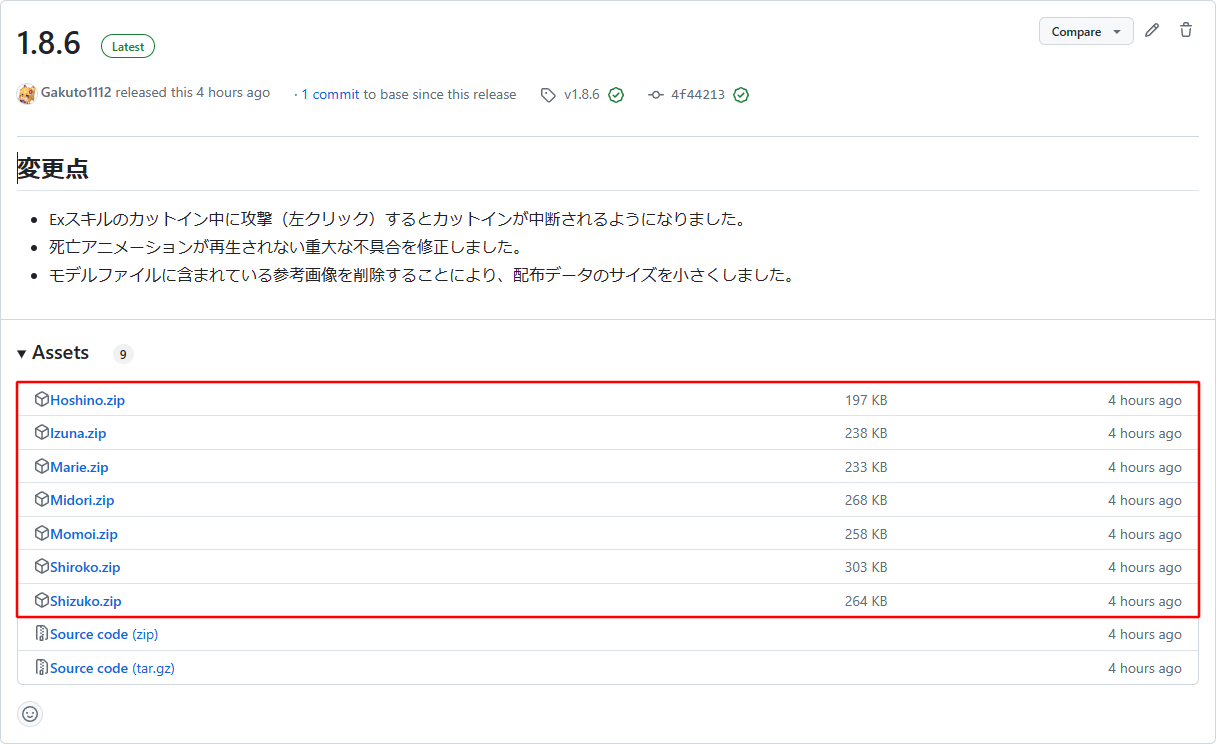 1.8.6 Latest Compare
Gakuto1112 released this 4 hours ago · 1 commit to base since this release v1.8.6 4f44213
変更点
• Exスキルのカットイン中に攻撃（左クリック）するとカットインが中断されるようになりました。
• 死亡アニメーションが再生されない重大な不具合を修正しました。
• モデルファイルに含まれている参考画像を削除することにより、配布データのサイズを小さくしました。
Assets 9
Hoshino.zip 197 KB 4 hours ago
Izuna.zip 238 KB 4 hours ago
Marie.zip 233 KB 4 hours ago
Midori.zip 268 KB 4 hours ago
Momoi.zip 258 KB 4 hours ago
Shiroko.zip 303 KB 4 hours ago
Shizuko.zip 264 KB 4 hours ago
Source code (zip) 4 hours ago
Source code (tar.gz) 4 hours ago